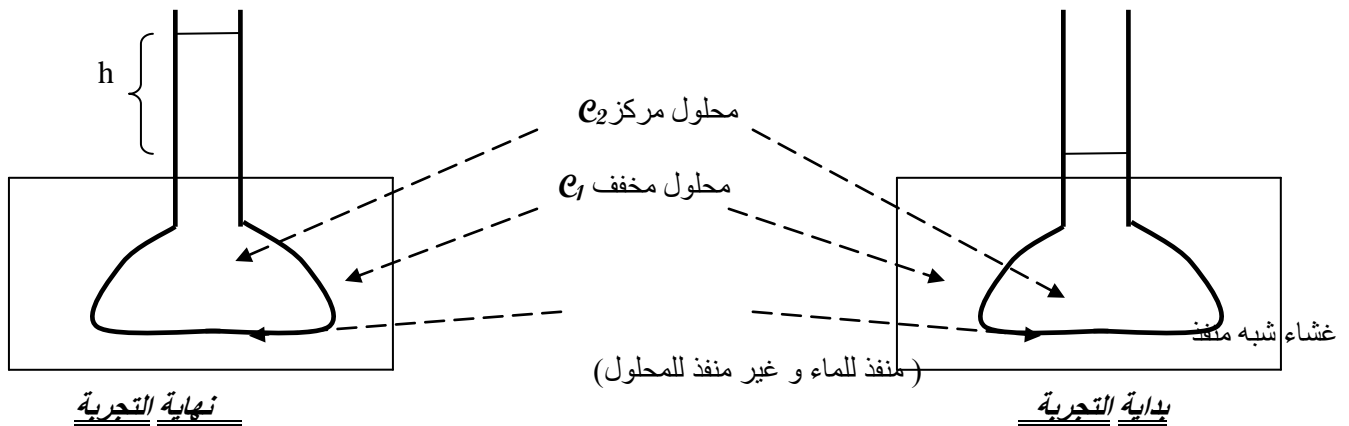 h
محلول مركز C2
محلول مخفف C1
غشاء شبه منفذ
( منفذ للماء و غير منفذ للمحلول)
بداية التجربة
نهاية التجربة